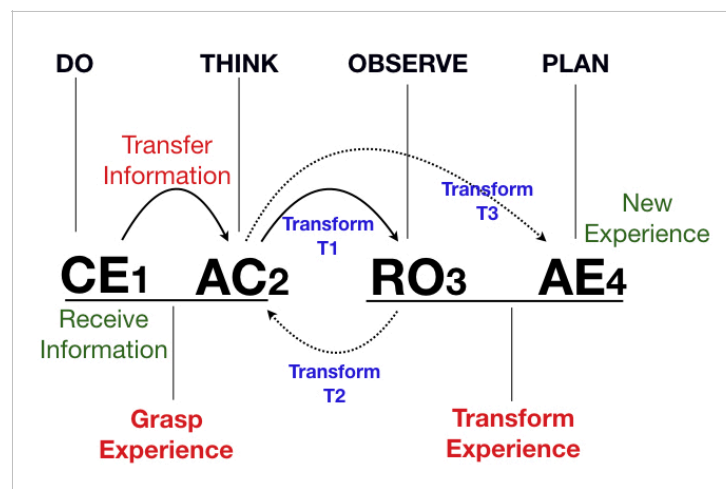 DO THINK OBSERVE PLAN
Transfer
Information
Transform
T1
Transform
T3
New
Experience
CE1 AC2 RO3 AE4
Receive
Information
Transform
T2
Grasp
Experience
Transform
Experience